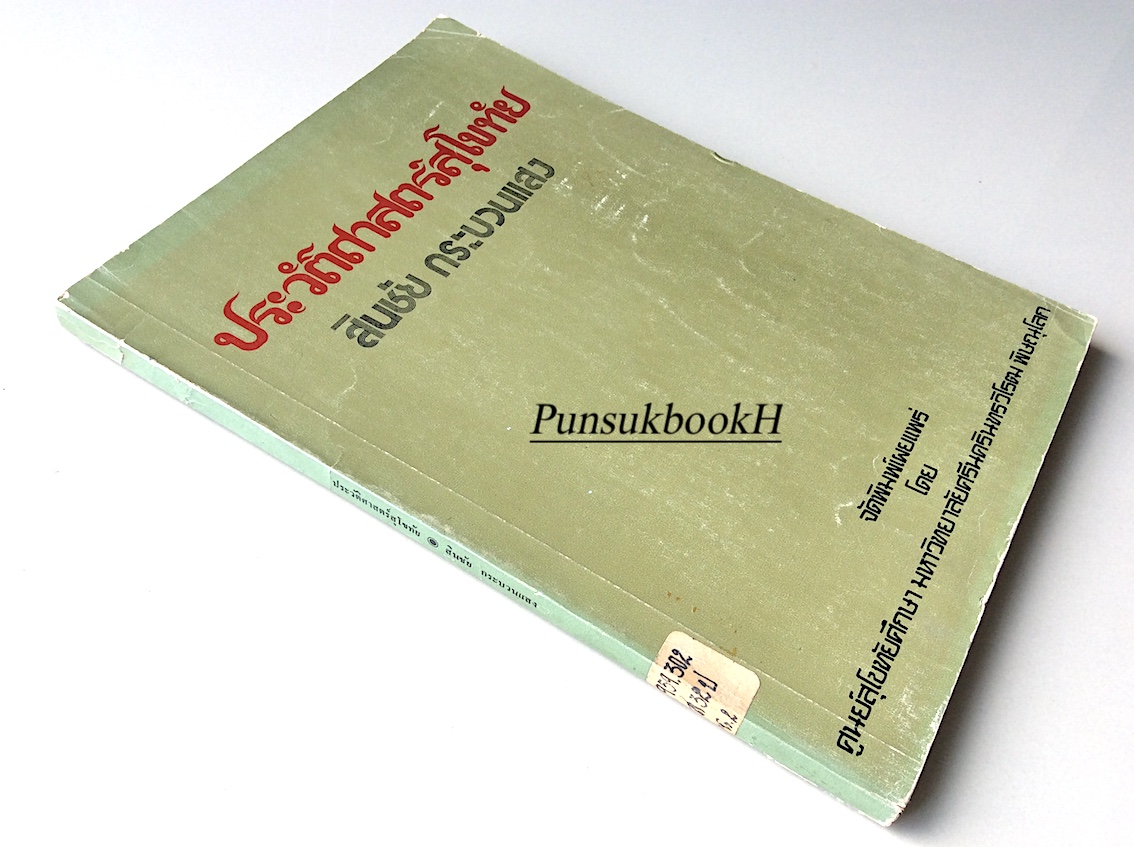 ประวัติศาสตร์สุโขทัย
สินชัย กระบวนแสง
PunsukbookH
จัดพิมพ์เผยแพร่
โดย
ศูนย์สุโขทัยศึกษา มหาวิทยาลัยศรีนครินทรวิโรฒ พิษณุโลก
ประวัติศาสตร์สุโขทัย ◉ สินชัย กระบวนแสง
959.302